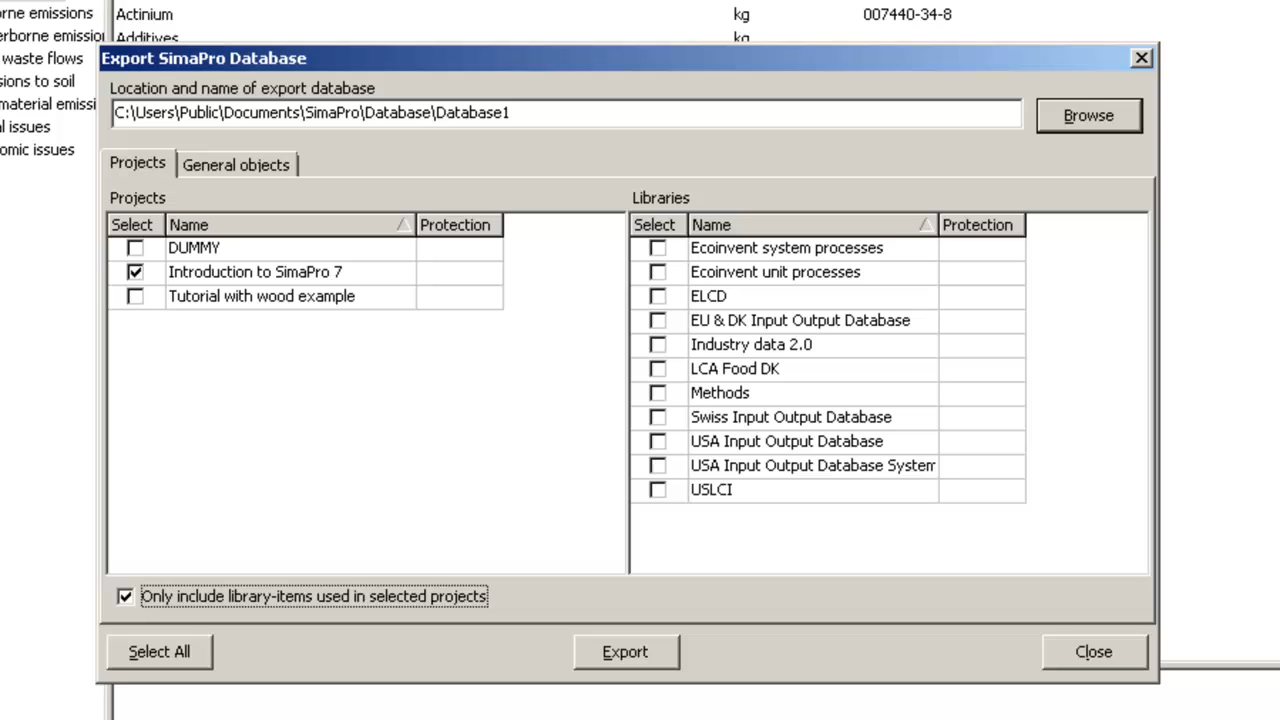 rne emissions
Actinium kg 007440-34-8
erborne emission
Additives kg
waste flows
Export SimaPro Database
sions to soil
Location and name of export database
material emissi
C:\Users\Public\Documents\SimaPro\Database\Database1
Browse
l issues
omic issues
Projects General objects
Projects
Libraries
Select Name Protection
Select Name Protection
DUMMY
Introduction to SimaPro 7
Tutorial with wood example
Ecoinvent system processes
Ecoinvent unit processes
ELCD
EU & DK Input Output Database
Industry data 2.0
LCA Food DK
Methods
Swiss Input Output Database
USA Input Output Database
USA Input Output Database System
USLCI
Only include library-items used in selected projects
Select All Export Close